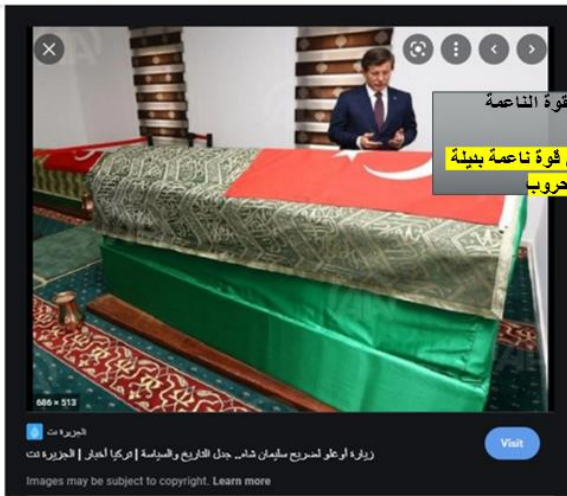 قوة الناعمة
قوة ناعمة بديلة
حروب
686 × 513
الجزيرة نت
زيارة أوغلو لضريح سليمان شاه.. جدل التاريخ والسياسة | تركيا أخبار | الجزيرة نت
Visit
Images may be subject to copyright. Learn more